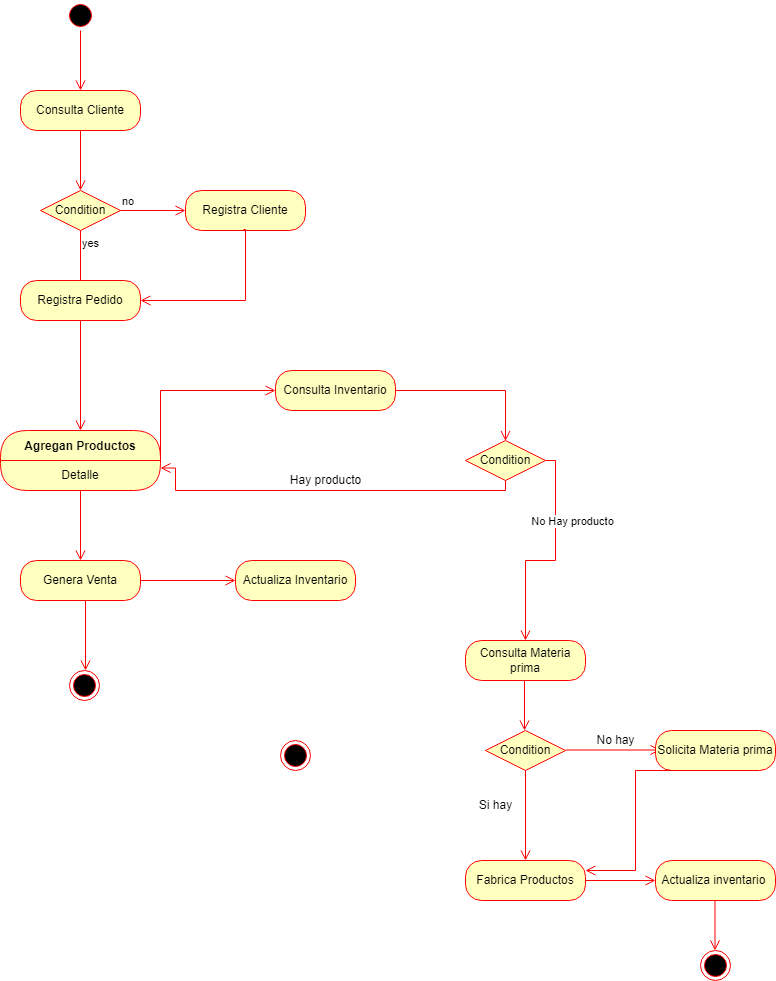 Consulta Cliente
Condition
no
Registra Cliente
yes
Registra Pedido
Consulta Inventario
Agregan Productos
Detalle
Condition
Hay producto
No Hay producto
Genera Venta
Actualiza Inventario
Consulta Materia
prima
Condition
No hay
Solicita Materia prima
Si hay
Fabrica Productos
Actualiza inventario